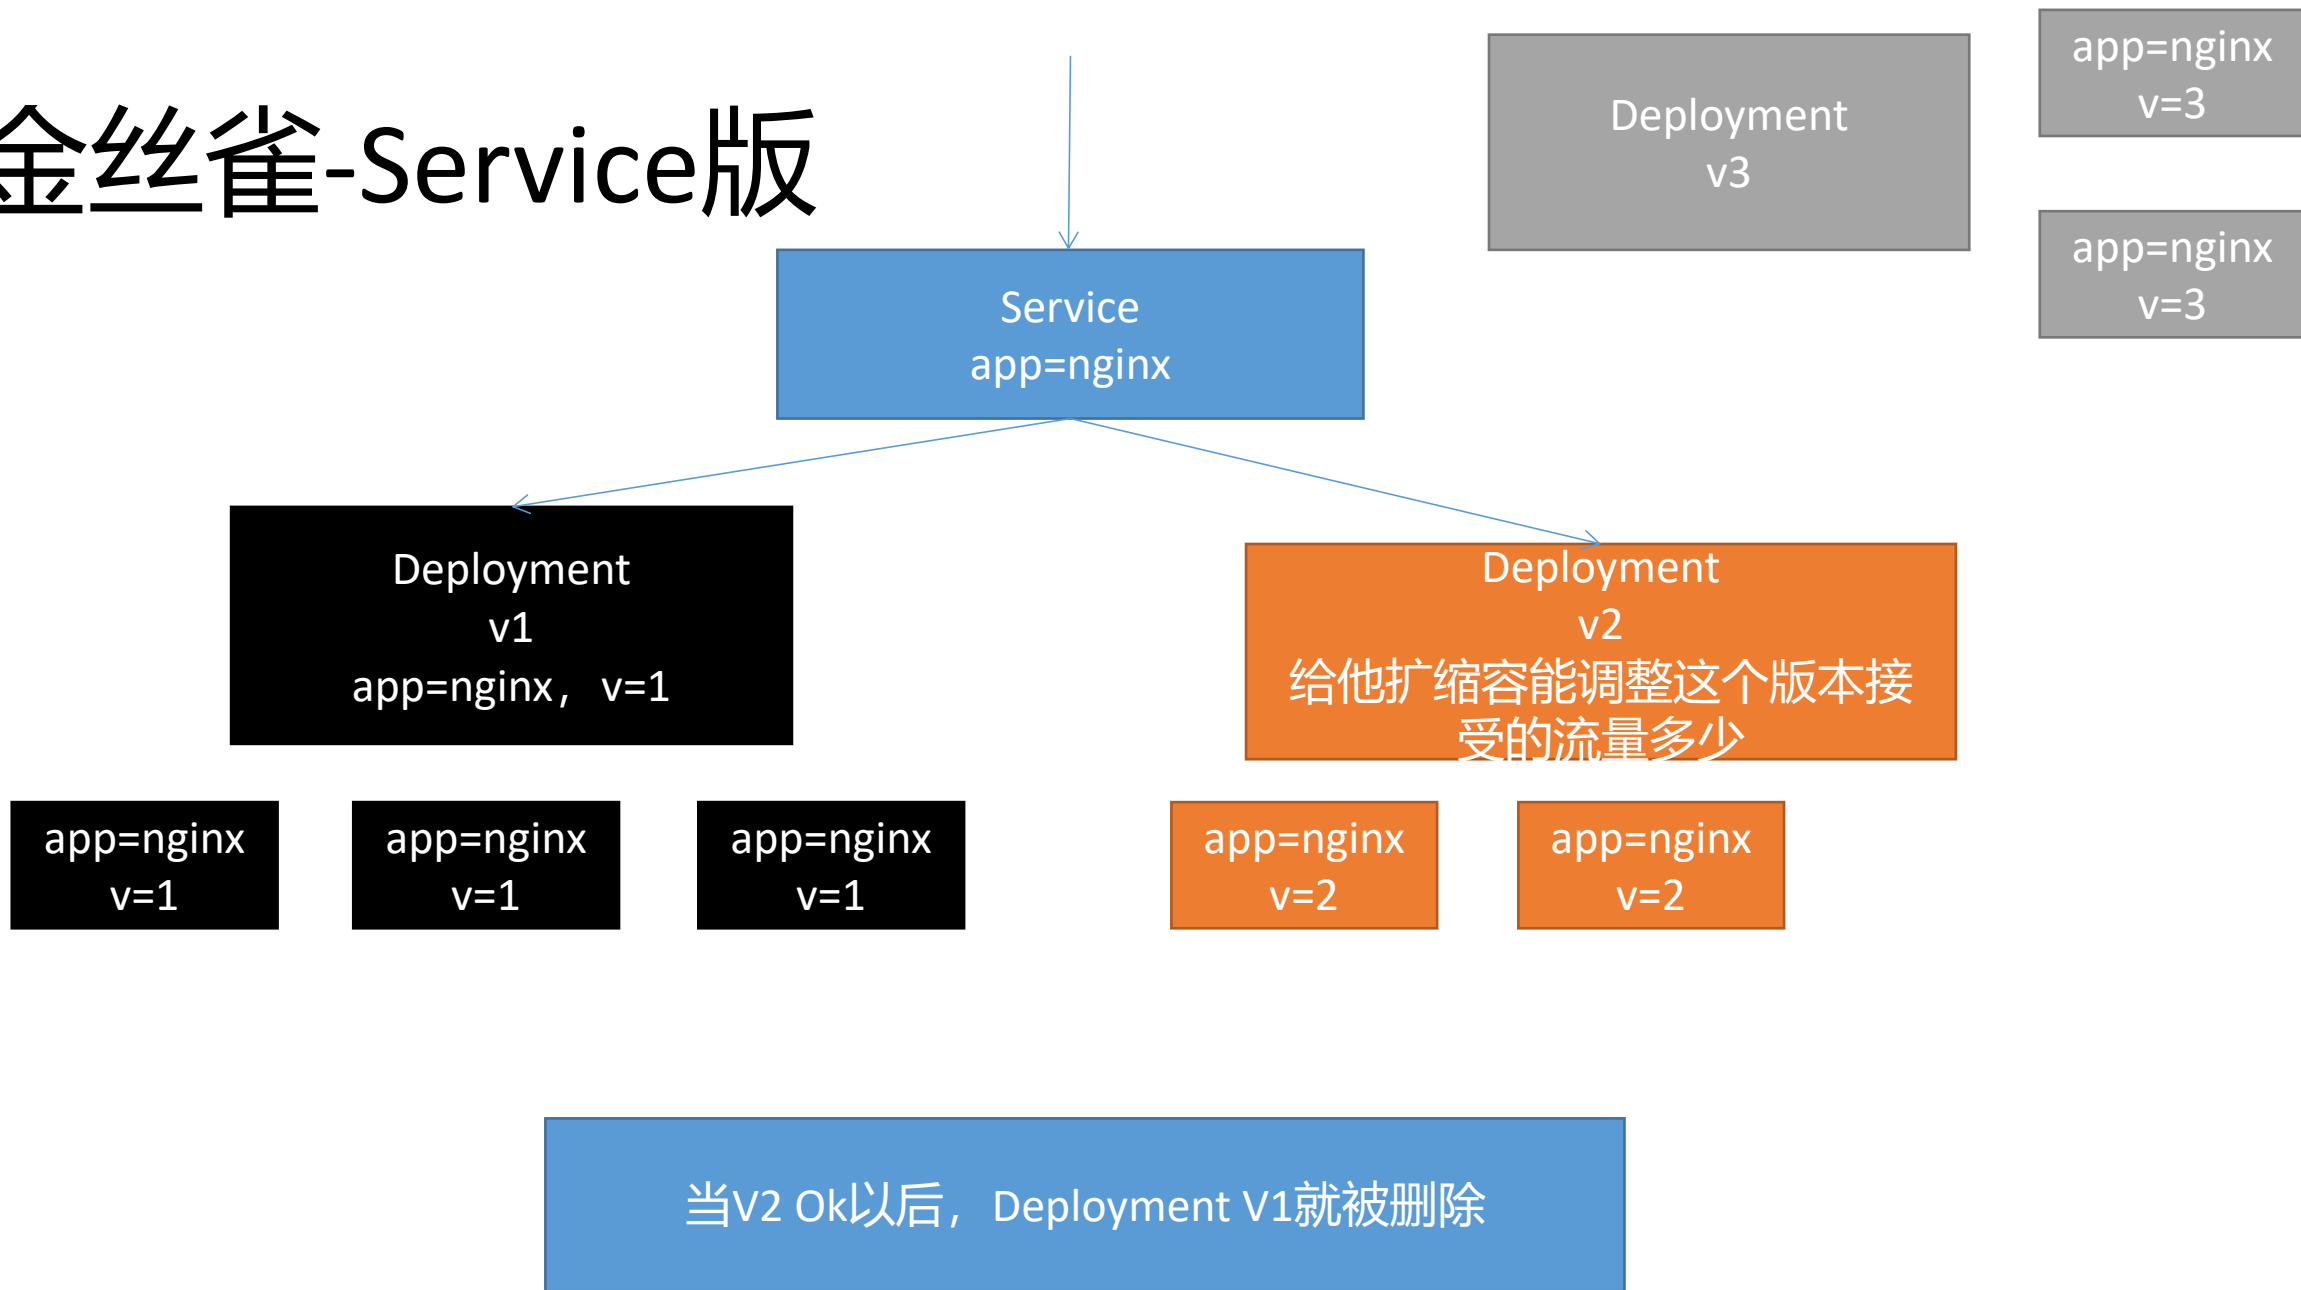 金丝雀-Service版
Deployment
v3
app=nginx
v=3
app=nginx
v=3
Service
app=nginx
Deployment
v1
app=nginx，v=1
Deployment
v2
给他扩缩容能调整这个版本接
受的流量多少
app=nginx
v=1
app=nginx
v=1
app=nginx
v=1
app=nginx
v=2
app=nginx
v=2
当V2 Ok以后，Deployment V1就被删除